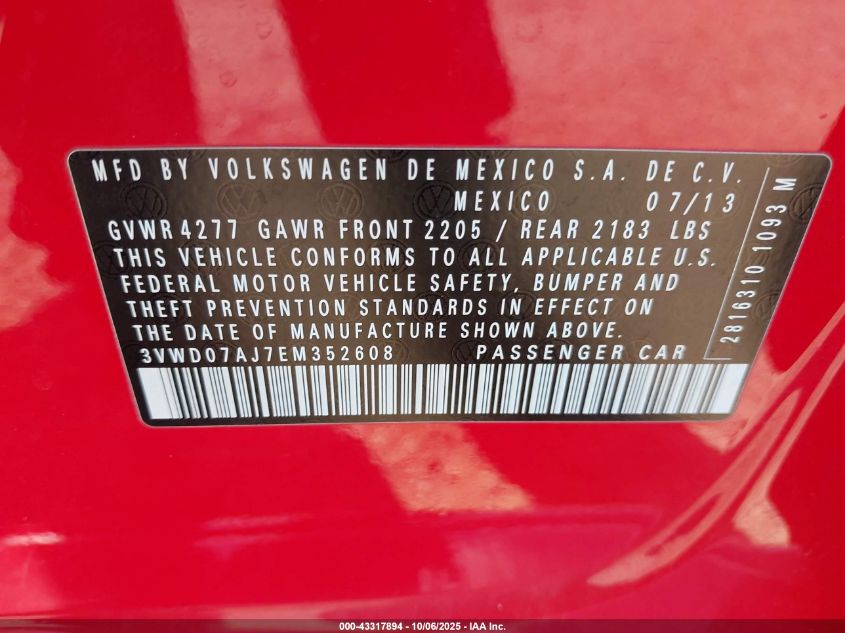 MFD BY VOLKSWAGEN DE MEXICO S.A. DE C.V.
MEXICO 07/13
GVWR 4277 GAWR FRONT 2205 / REAR 2183 LBS
THIS VEHICLE CONFORMS TO ALL APPLICABLE U.S.
FEDERAL MOTOR VEHICLE SAFETY, BUMPER AND
THEFT PREVENTION STANDARDS IN EFFECT ON
THE DATE OF MANUFACTURE SHOWN ABOVE.
3VWD07AJ7EM352608 PASSENGER CAR
2816310 1093 M
000-43317894 - 10/06/2025 - IAA Inc.